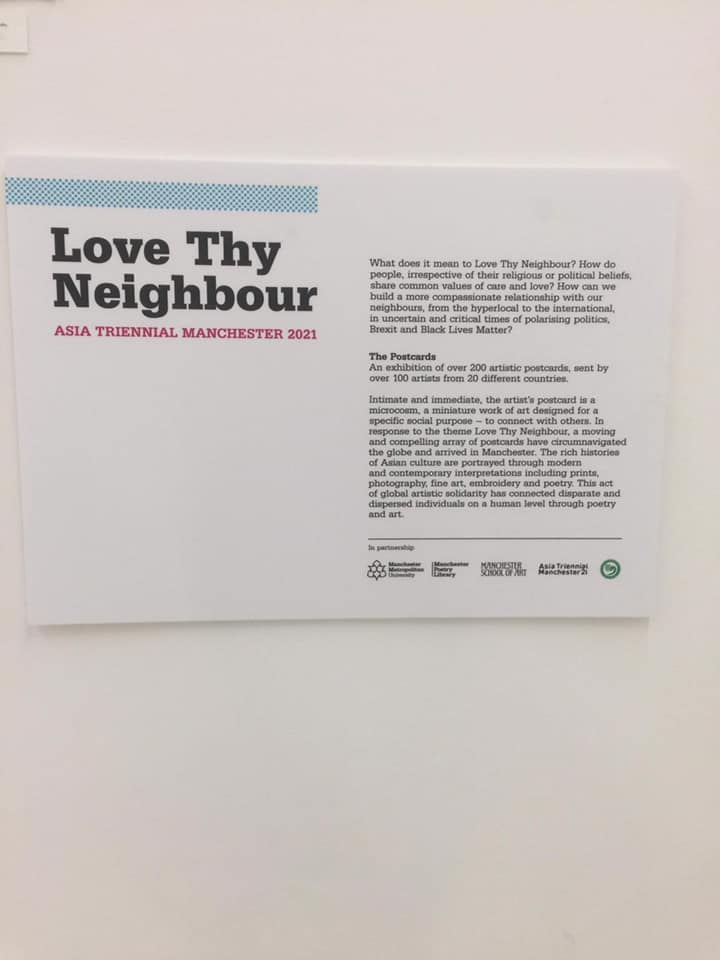 Love Thy
Neighbour
ASIA TRIENNIAL MANCHESTER 2021
What does it mean to Love Thy Neighbour? How do
people, irrespective of their religious or political beliefs,
share common values of care and love? How can we
build a more compassionate relationship with our
neighbours, from the hyperlocal to the international,
in uncertain and critical times of polarising politics,
Brexit and Black Lives Matter?
The Postcards
An exhibition of over 200 artistic postcards, sent by
over 100 artists from 20 different countries.
Intimate and immediate, the artist's postcard is a
microcosm, a miniature work of art designed for a
specific social purpose – to connect with others. In
response to the theme Love Thy Neighbour, a moving
and compelling array of postcards have circumnavigated
the globe and arrived in Manchester. The rich histories
of Asian culture are portrayed through modern
and contemporary interpretations including prints,
photography, fine art, embroidery and poetry. This act
of global artistic solidarity has connected disparate and
dispersed individuals on a human level through poetry
and art.
In partnership
Manchester
Metropolitan
University
Manchester
Poetry
Library
MANCHESTER
SCHOOL OF ART
Asia Triennial
Manchester21